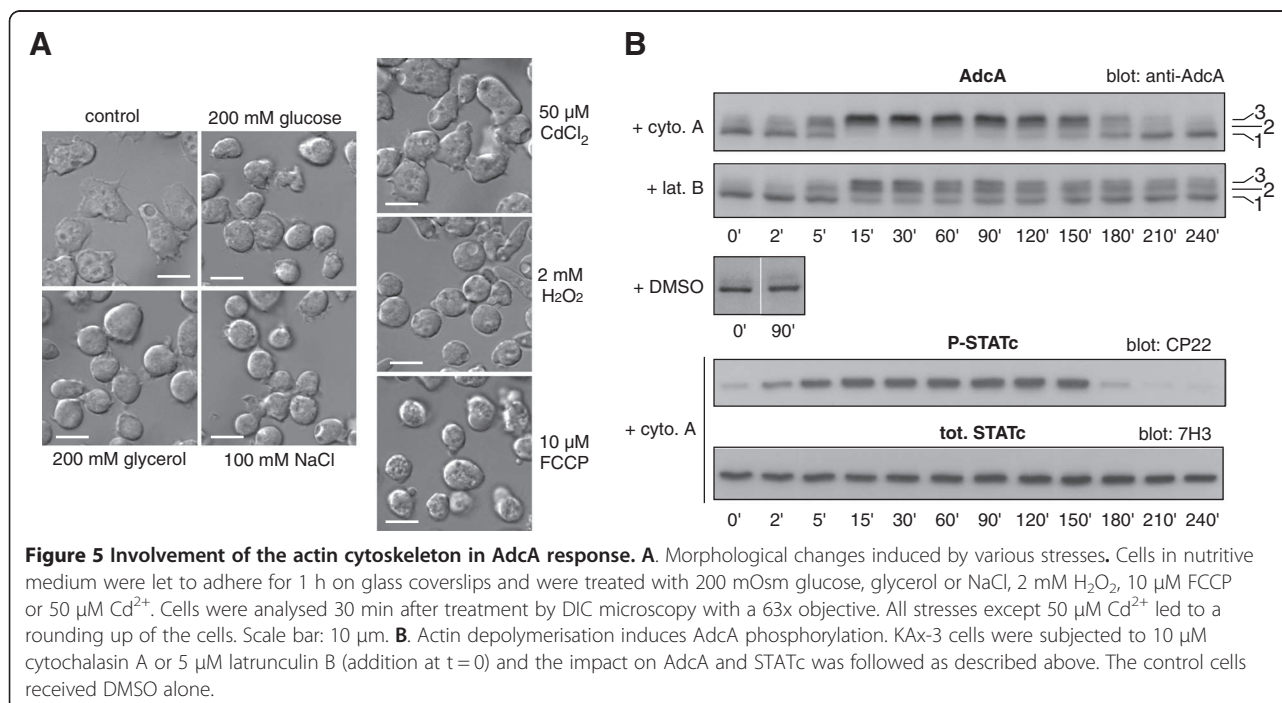 A
control
200 mM glucose
200 mM glycerol
100 mM NaCl
50 µM
CdCl2
2 mM
H2O2
10 µM
FCCP
B
AdcA blot: anti-AdcA
+ cyto. A
3
2
1
+ lat. B
3
2
1
0' 2' 5' 15' 30' 60' 90' 120' 150' 180' 210' 240'
+ DMSO
0' 90'
P-STATc blot: CP22
+ cyto. A
tot. STATc blot: 7H3
0' 2' 5' 15' 30' 60' 90' 120' 150' 180' 210' 240'
Figure 5 Involvement of the actin cytoskeleton in AdcA response. A. Morphological changes induced by various stresses. Cells in nutritive
medium were let to adhere for 1 h on glass coverslips and were treated with 200 mOsm glucose, glycerol or NaCl, 2 mM H2O2, 10 µM FCCP
or 50 µM Cd2+. Cells were analysed 30 min after treatment by DIC microscopy with a 63x objective. All stresses except 50 µM Cd2+ led to a
rounding up of the cells. Scale bar: 10 µm. B. Actin depolymerisation induces AdcA phosphorylation. KAx-3 cells were subjected to 10 µM
cytochalasin A or 5 µM latrunculin B (addition at t = 0) and the impact on AdcA and STATc was followed as described above. The control cells
received DMSO alone.